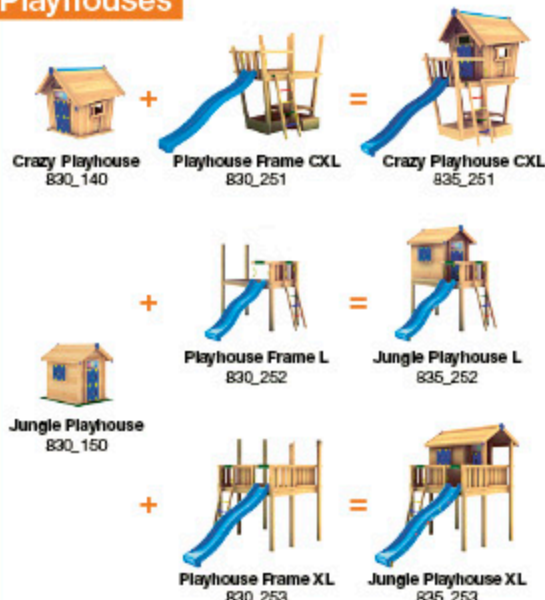 Playhouses
+
=
Crazy Playhouse
830_140
Playhouse Frame CXL
830_251
Crazy Playhouse CXL
835_251
+
=
Playhouse Frame L
830_252
Jungle Playhouse L
835_252
Jungle Playhouse
830_150
+
=
Playhouse Frame XL
830_253
Jungle Playhouse XL
835_253